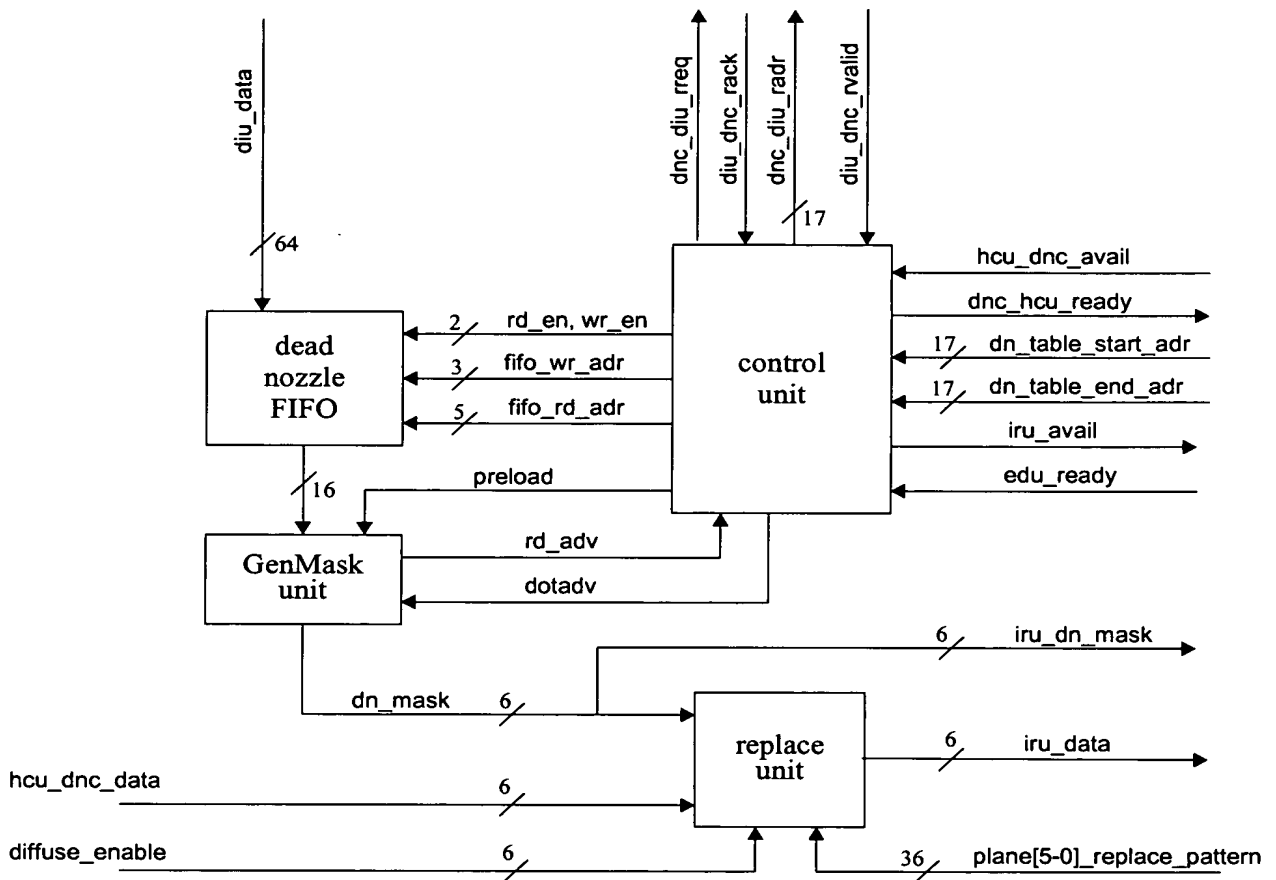 diu_data
dnc_diu_rreq
diu_dnc_rack
dnc_diu_radr
diu_dnc_rvalid
17
64
hcu_dnc_avail
dnc_hcu_ready
dead
nozzle
FIFO
2 rd_en, wr_en
3 fifo_wr_adr
5 fifo_rd_adr
control
unit
17 dn_table_start_adr
17 dn_table_end_adr
iru_avail
edu_ready
16
preload
GenMask
unit
rd_adv
dotadv
6 iru_dn_mask
dn_mask 6
replace
unit
6 iru_data
hcu_dnc_data 6
diffuse_enable 6
36 plane[5-0]_replace_pattern